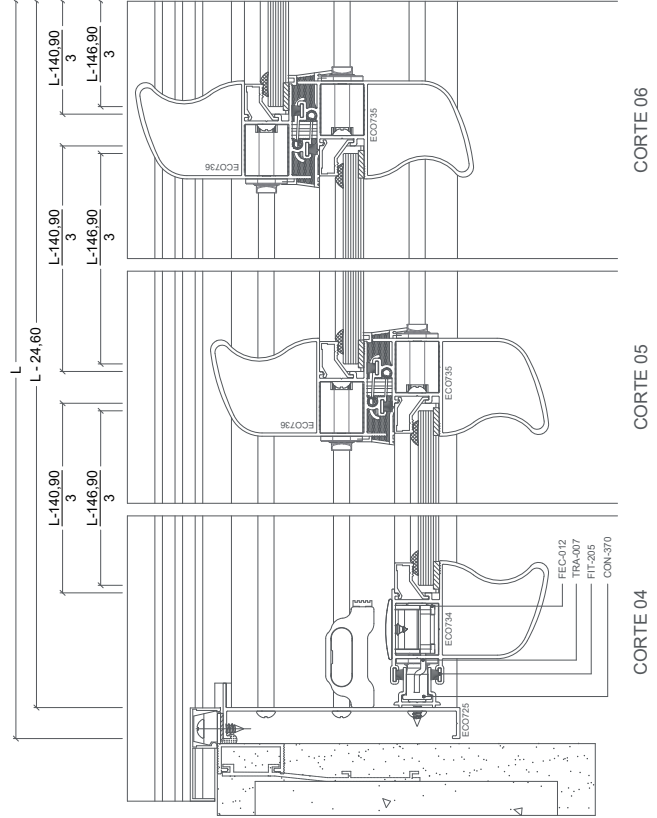 L
L - 24,60
L-140,90
3
L-146,90
3
L-140,90
3
L-146,90
3
L-140,90
3
L-146,90
3
ECO736
ECO735
ECO736
ECO735
ECO734
ECO725
FEC-012
TRA-007
FIT-205
CON-370
CORTE 04
CORTE 05
CORTE 06